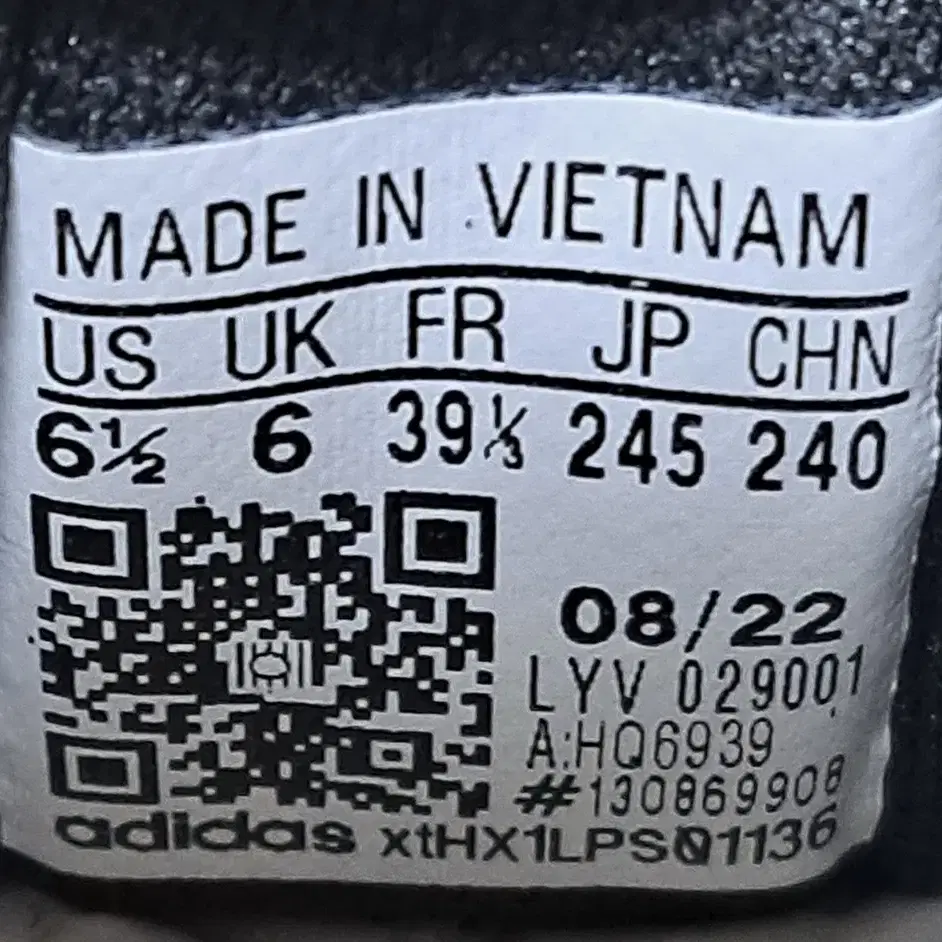 MADE IN VIETNAM
US UK FR JP CHN
6½ 6 39⅓ 245 240
08/22
LYV 029001
A:HQ6939
#130869908
adidas xtHX1LPS01136